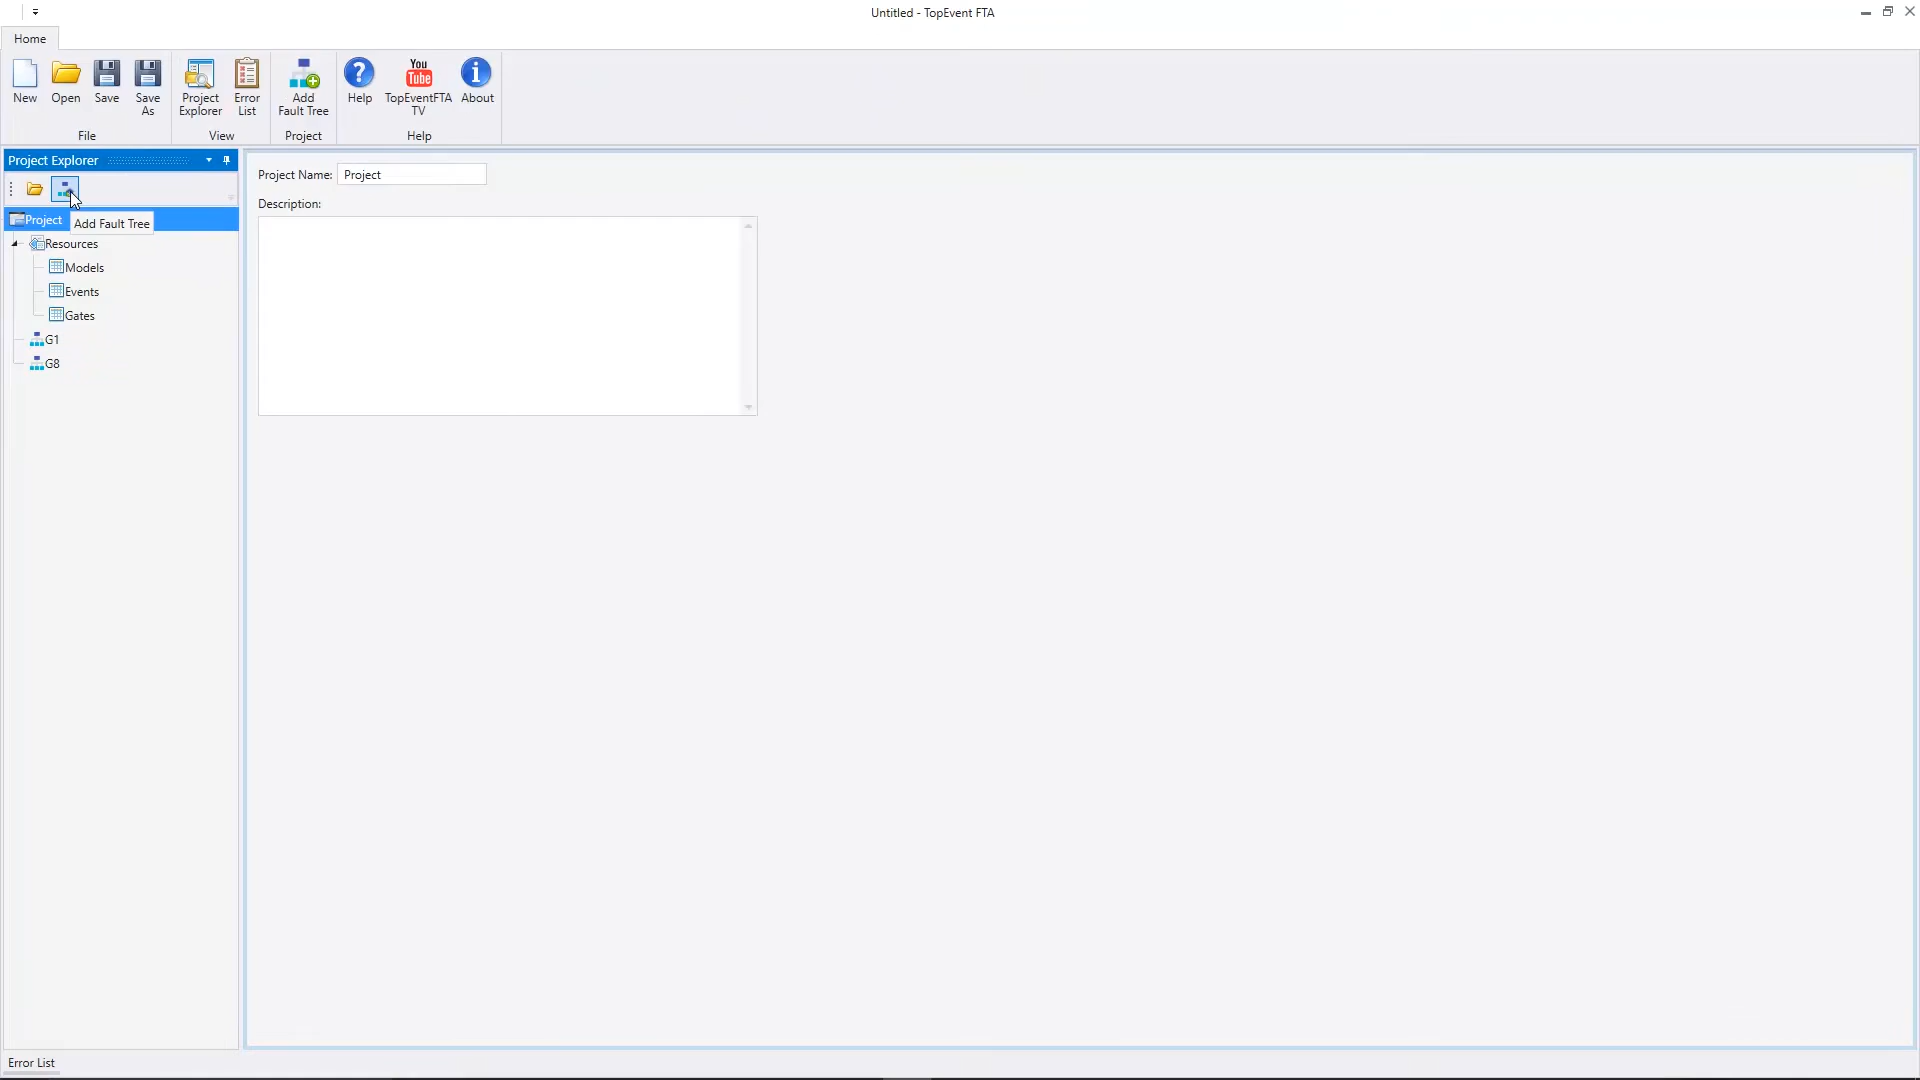 Untitled - TopEvent FTA
Home
New
Open
Save
Save As
Project Explorer
Error List
Add Fault Tree
Help
You Tube
TopEventFTA TV
About
File
View
Project
Help
Project Explorer
Project
Add Fault Tree
Resources
Models
Events
Gates
G1
G8
Project Name: Project
Description:
Error List